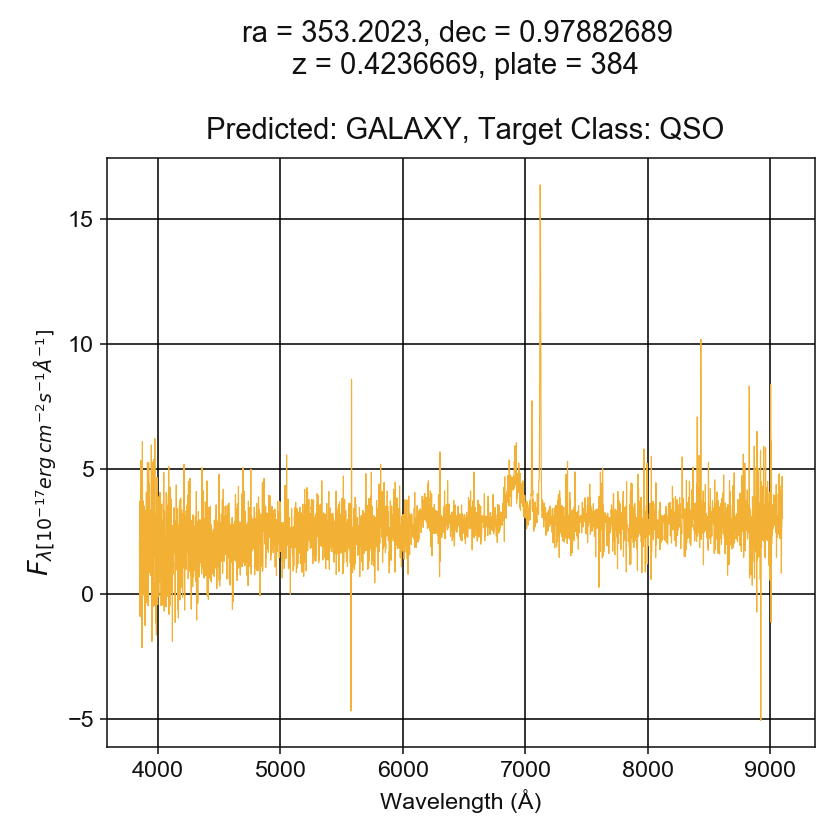 ra = 353.2023, dec = 0.97882689
z = 0.4236669, plate = 384
Predicted: GALAXY, Target Class: QSO
15
10
5
0
−5
Fλ[10⁻¹⁷erg cm⁻²s⁻¹Å⁻¹]
4000 5000 6000 7000 8000 9000
Wavelength (Å)